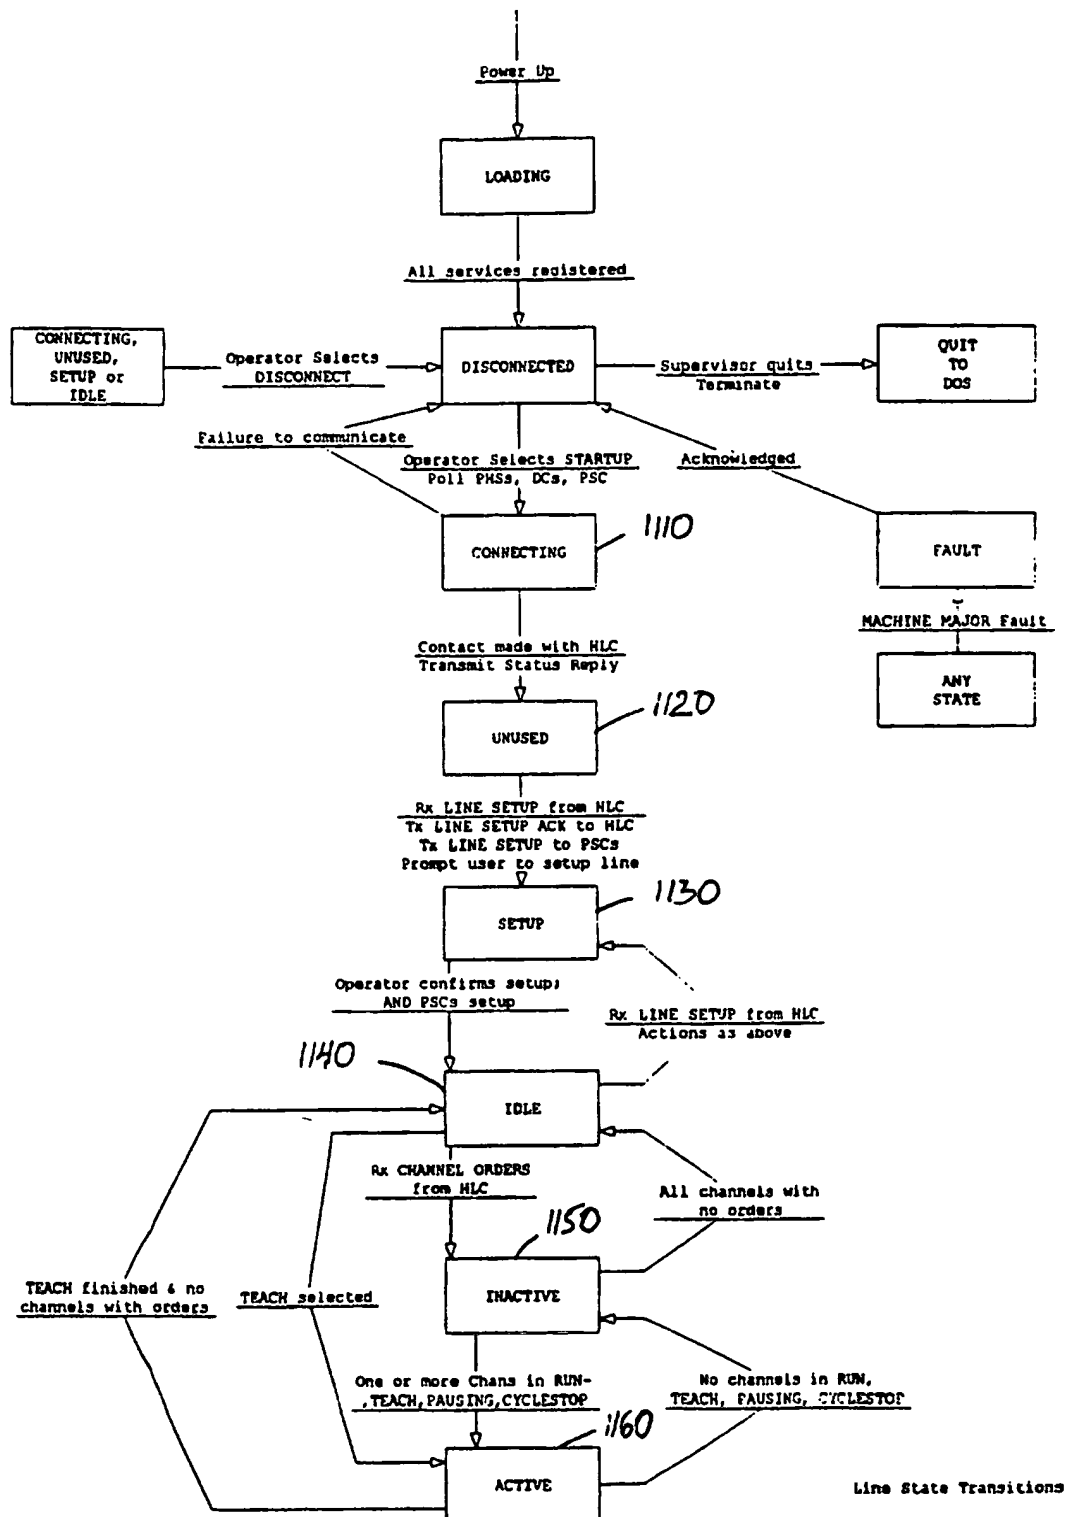 Power Up
LOADING
All services registered
CONNECTING,
UNUSED,
SETUP or
IDLE
Operator Selects
DISCONNECT
DISCONNECTED
Supervisor quits
Terminate
QUIT
TO
DOS
Failure to communicate
Operator Selects STARTUP
Poll PHSs, DCs, PSC
Acknowledged
CONNECTING
1110
FAULT
MACHINE MAJOR Fault
Contact made with HLC
Transmit Status Reply
ANY
STATE
UNUSED
1120
Rx LINE SETUP from HLC
Tx LINE SETUP ACK to HLC
Tx LINE SETUP to PSCs
Prompt user to setup line
SETUP
1130
Operator confirms setup;
AND PSCs setup
Rx LINE SETUP from HLC
Actions as above
1140
IDLE
Rx CHANNEL ORDERS
from HLC
All channels with
no orders
1150
INACTIVE
TEACH finished & no
channels with orders
TEACH selected
One or more Chans in RUN-
,TEACH,PAUSING,CYCLESTOP
No channels in RUN,
TEACH, PAUSING, CYCLESTOP
1160
ACTIVE
Line State Transitions